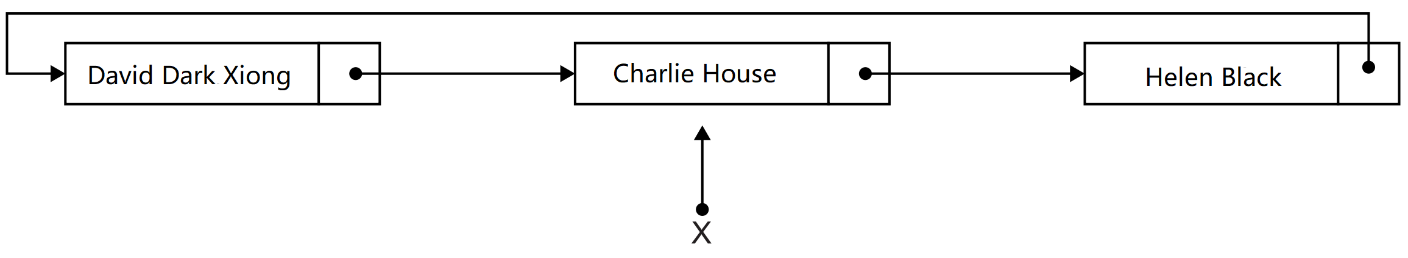 David Dark Xiong
Charlie House
Helen Black
X